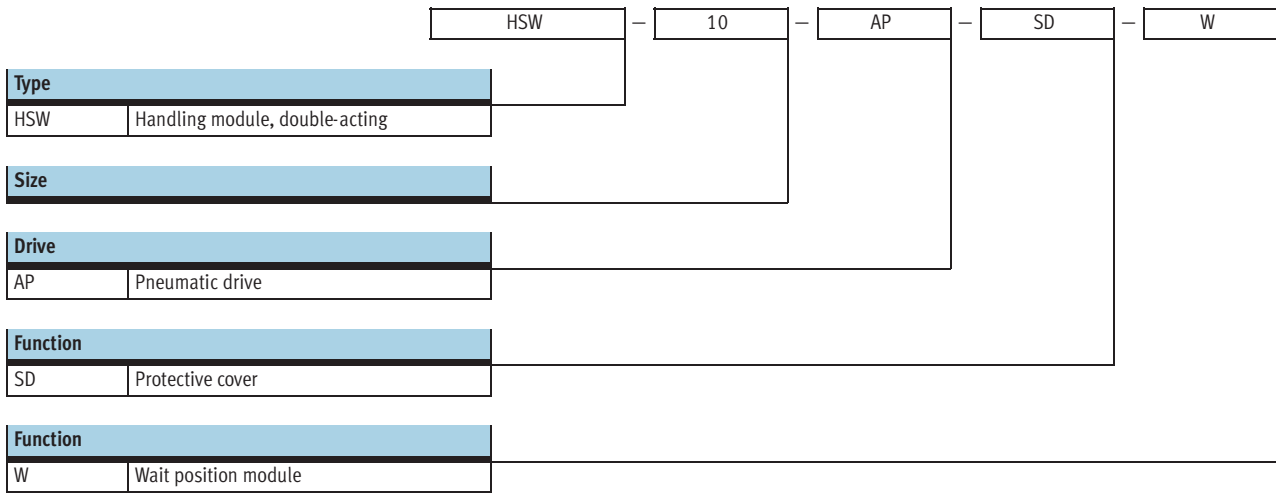 HSW – 10 – AP – SD – W
Type
HSW Handling module, double-acting
Size
Drive
AP Pneumatic drive
Function
SD Protective cover
Function
W Wait position module